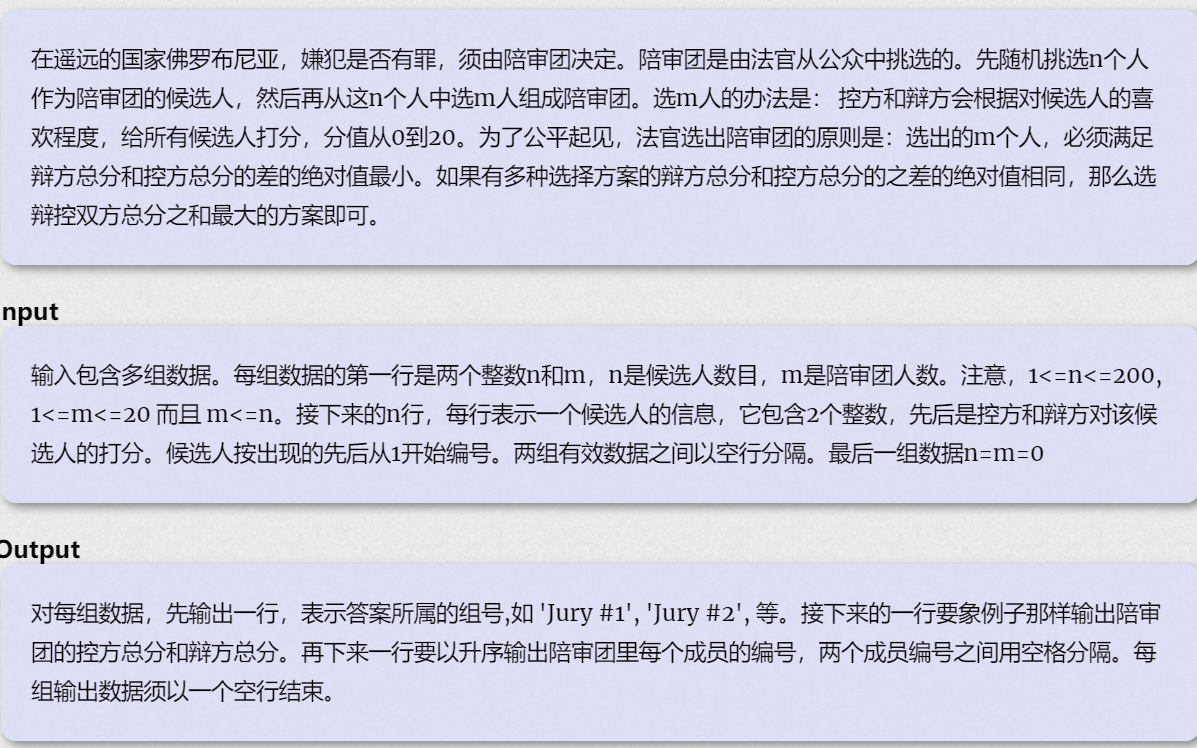 在遥远的国家佛罗布尼亚，嫌犯是否有罪，须由陪审团决定。陪审团是由法官从公众中挑选的。先随机挑选n个人
作为陪审团的候选人，然后再从这n个人中选m人组成陪审团。选m人的办法是： 控方和辩方会根据对候选人的喜
欢程度，给所有候选人打分，分值从0到20。为了公平起见，法官选出陪审团的原则是：选出的m个人，必须满足
辩方总分和控方总分的差的绝对值最小。如果有多种选择方案的辩方总分和控方总分的之差的绝对值相同，那么选
辩控双方总分之和最大的方案即可。
nput
输入包含多组数据。每组数据的第一行是两个整数n和m，n是候选人数目，m是陪审团人数。注意，1<=n<=200,
1<=m<=20 而且 m<=n。接下来的n行，每行表示一个候选人的信息，它包含2个整数，先后是控方和辩方对该候
选人的打分。候选人按出现的先后从1开始编号。两组有效数据之间以空行分隔。最后一组数据n=m=0
Output
对每组数据，先输出一行，表示答案所属的组号,如 'Jury #1', 'Jury #2', 等。接下来的一行要象例子那样输出陪审
团的控方总分和辩方总分。再下来一行要以升序输出陪审团里每个成员的编号，两个成员编号之间用空格分隔。每
组输出数据须以一个空行结束。